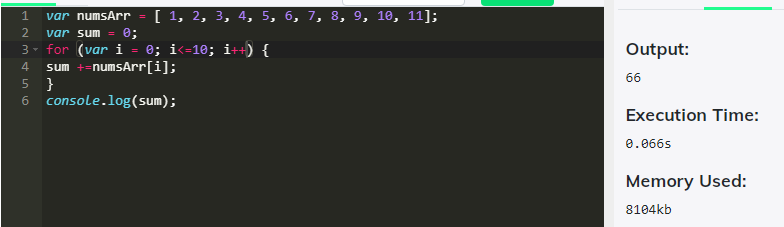 1 var numsArr = [ 1, 2, 3, 4, 5, 6, 7, 8, 9, 10, 11];
2 var sum = 0;
3 for (var i = 0; i<=10; i++) {
4 sum +=numsArr[i];
5 }
6 console.log(sum);
Output:
66
Execution Time:
0.066s
Memory Used:
8104kb